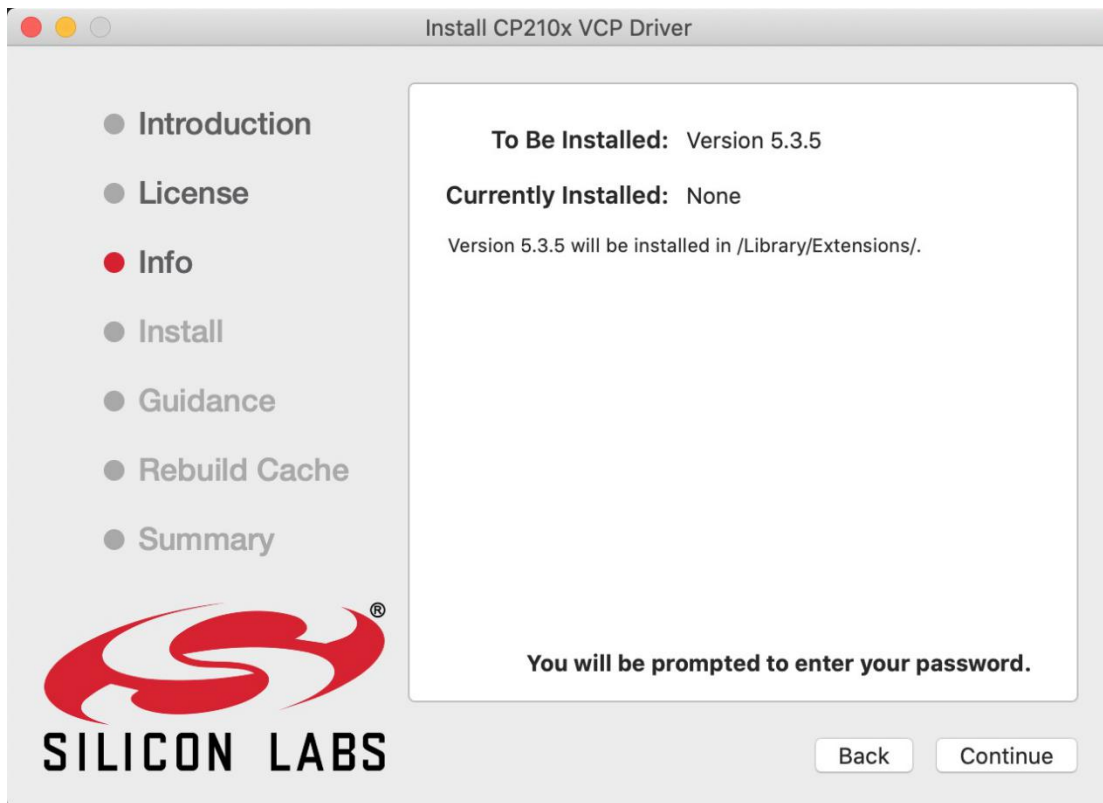 Install CP210x VCP Driver
Introduction
License
Info
Install
Guidance
Rebuild Cache
Summary
®
SILICON LABS
To Be Installed: Version 5.3.5
Currently Installed: None
Version 5.3.5 will be installed in /Library/Extensions/.
You will be prompted to enter your password.
Back
Continue